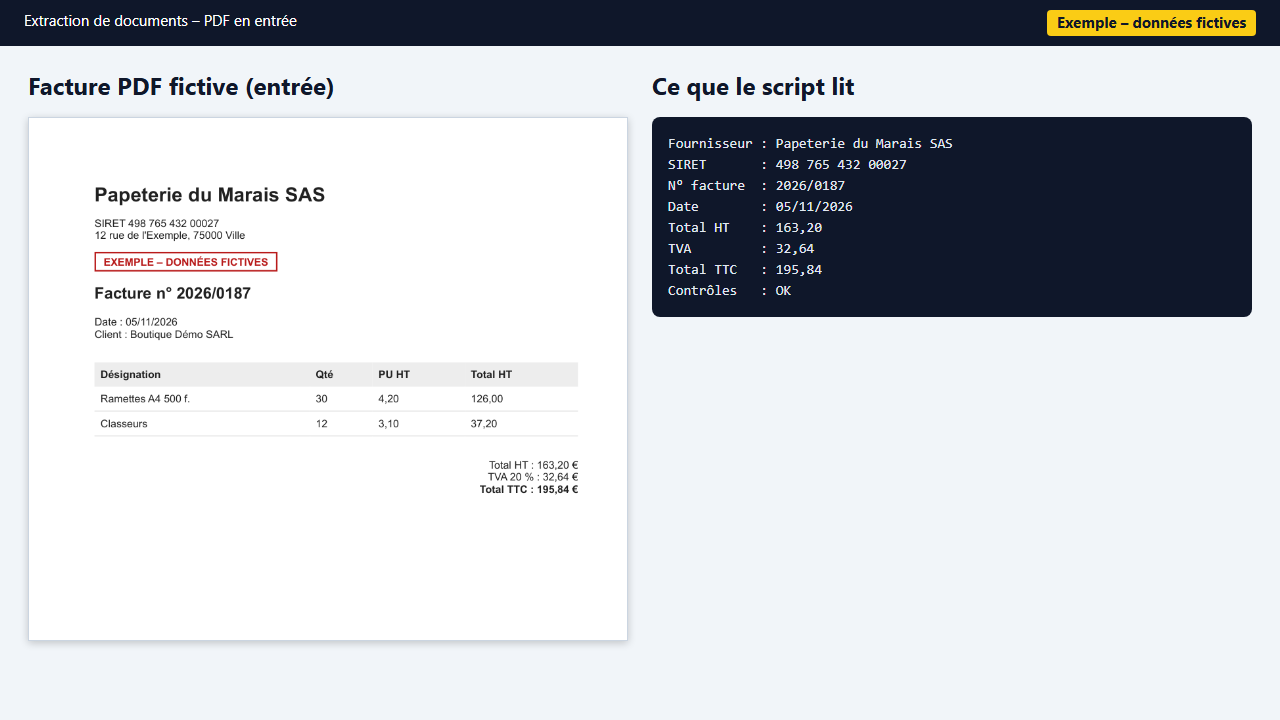 Extraction de documents – PDF en entrée
Exemple – données fictives
Facture PDF fictive (entrée)
Papeterie du Marais SAS
SIRET 498 765 432 00027
12 rue de l'Exemple, 75000 Ville
EXEMPLE – DONNÉES FICTIVES
Facture n° 2026/0187
Date : 05/11/2026
Client : Boutique Démo SARL
Désignation Qté PU HT Total HT
Ramettes A4 500 f. 30 4,20 126,00
Classeurs 12 3,10 37,20
Total HT : 163,20 €
TVA 20 % : 32,64 €
Total TTC : 195,84 €
Ce que le script lit
Fournisseur : Papeterie du Marais SAS
SIRET : 498 765 432 00027
N° facture : 2026/0187
Date : 05/11/2026
Total HT : 163,20
TVA : 32,64
Total TTC : 195,84
Contrôles : OK